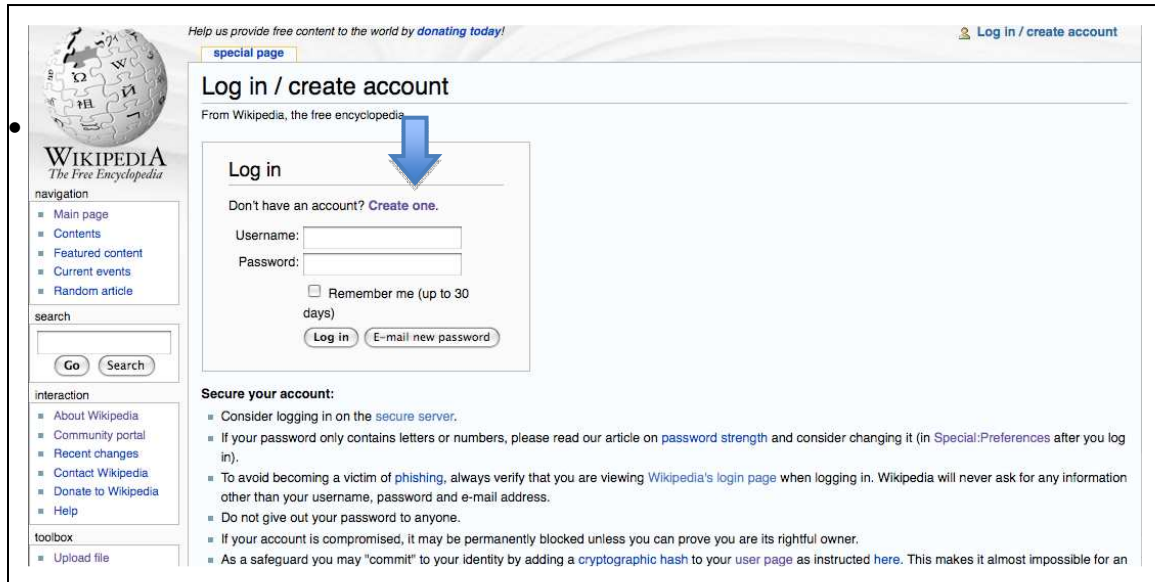 Help us provide free content to the world by donating today!
Log in / create account
special page
Log in / create account
From Wikipedia, the free encyclopedia
WIKIPEDIA
The Free Encyclopedia
navigation
Main page
Contents
Featured content
Current events
Random article
search
Go Search
interaction
About Wikipedia
Community portal
Recent changes
Contact Wikipedia
Donate to Wikipedia
Help
toolbox
Upload file
Log in
Don't have an account? Create one.
Username:
Password:
Remember me (up to 30
days)
Log in E-mail new password
Secure your account:
Consider logging in on the secure server.
If your password only contains letters or numbers, please read our article on password strength and consider changing it (in Special:Preferences after you log
in).
To avoid becoming a victim of phishing, always verify that you are viewing Wikipedia's login page when logging in. Wikipedia will never ask for any information
other than your username, password and e-mail address.
Do not give out your password to anyone.
If your account is compromised, it may be permanently blocked unless you can prove you are its rightful owner.
As a safeguard you may "commit" to your identity by adding a cryptographic hash to your user page as instructed here. This makes it almost impossible for an